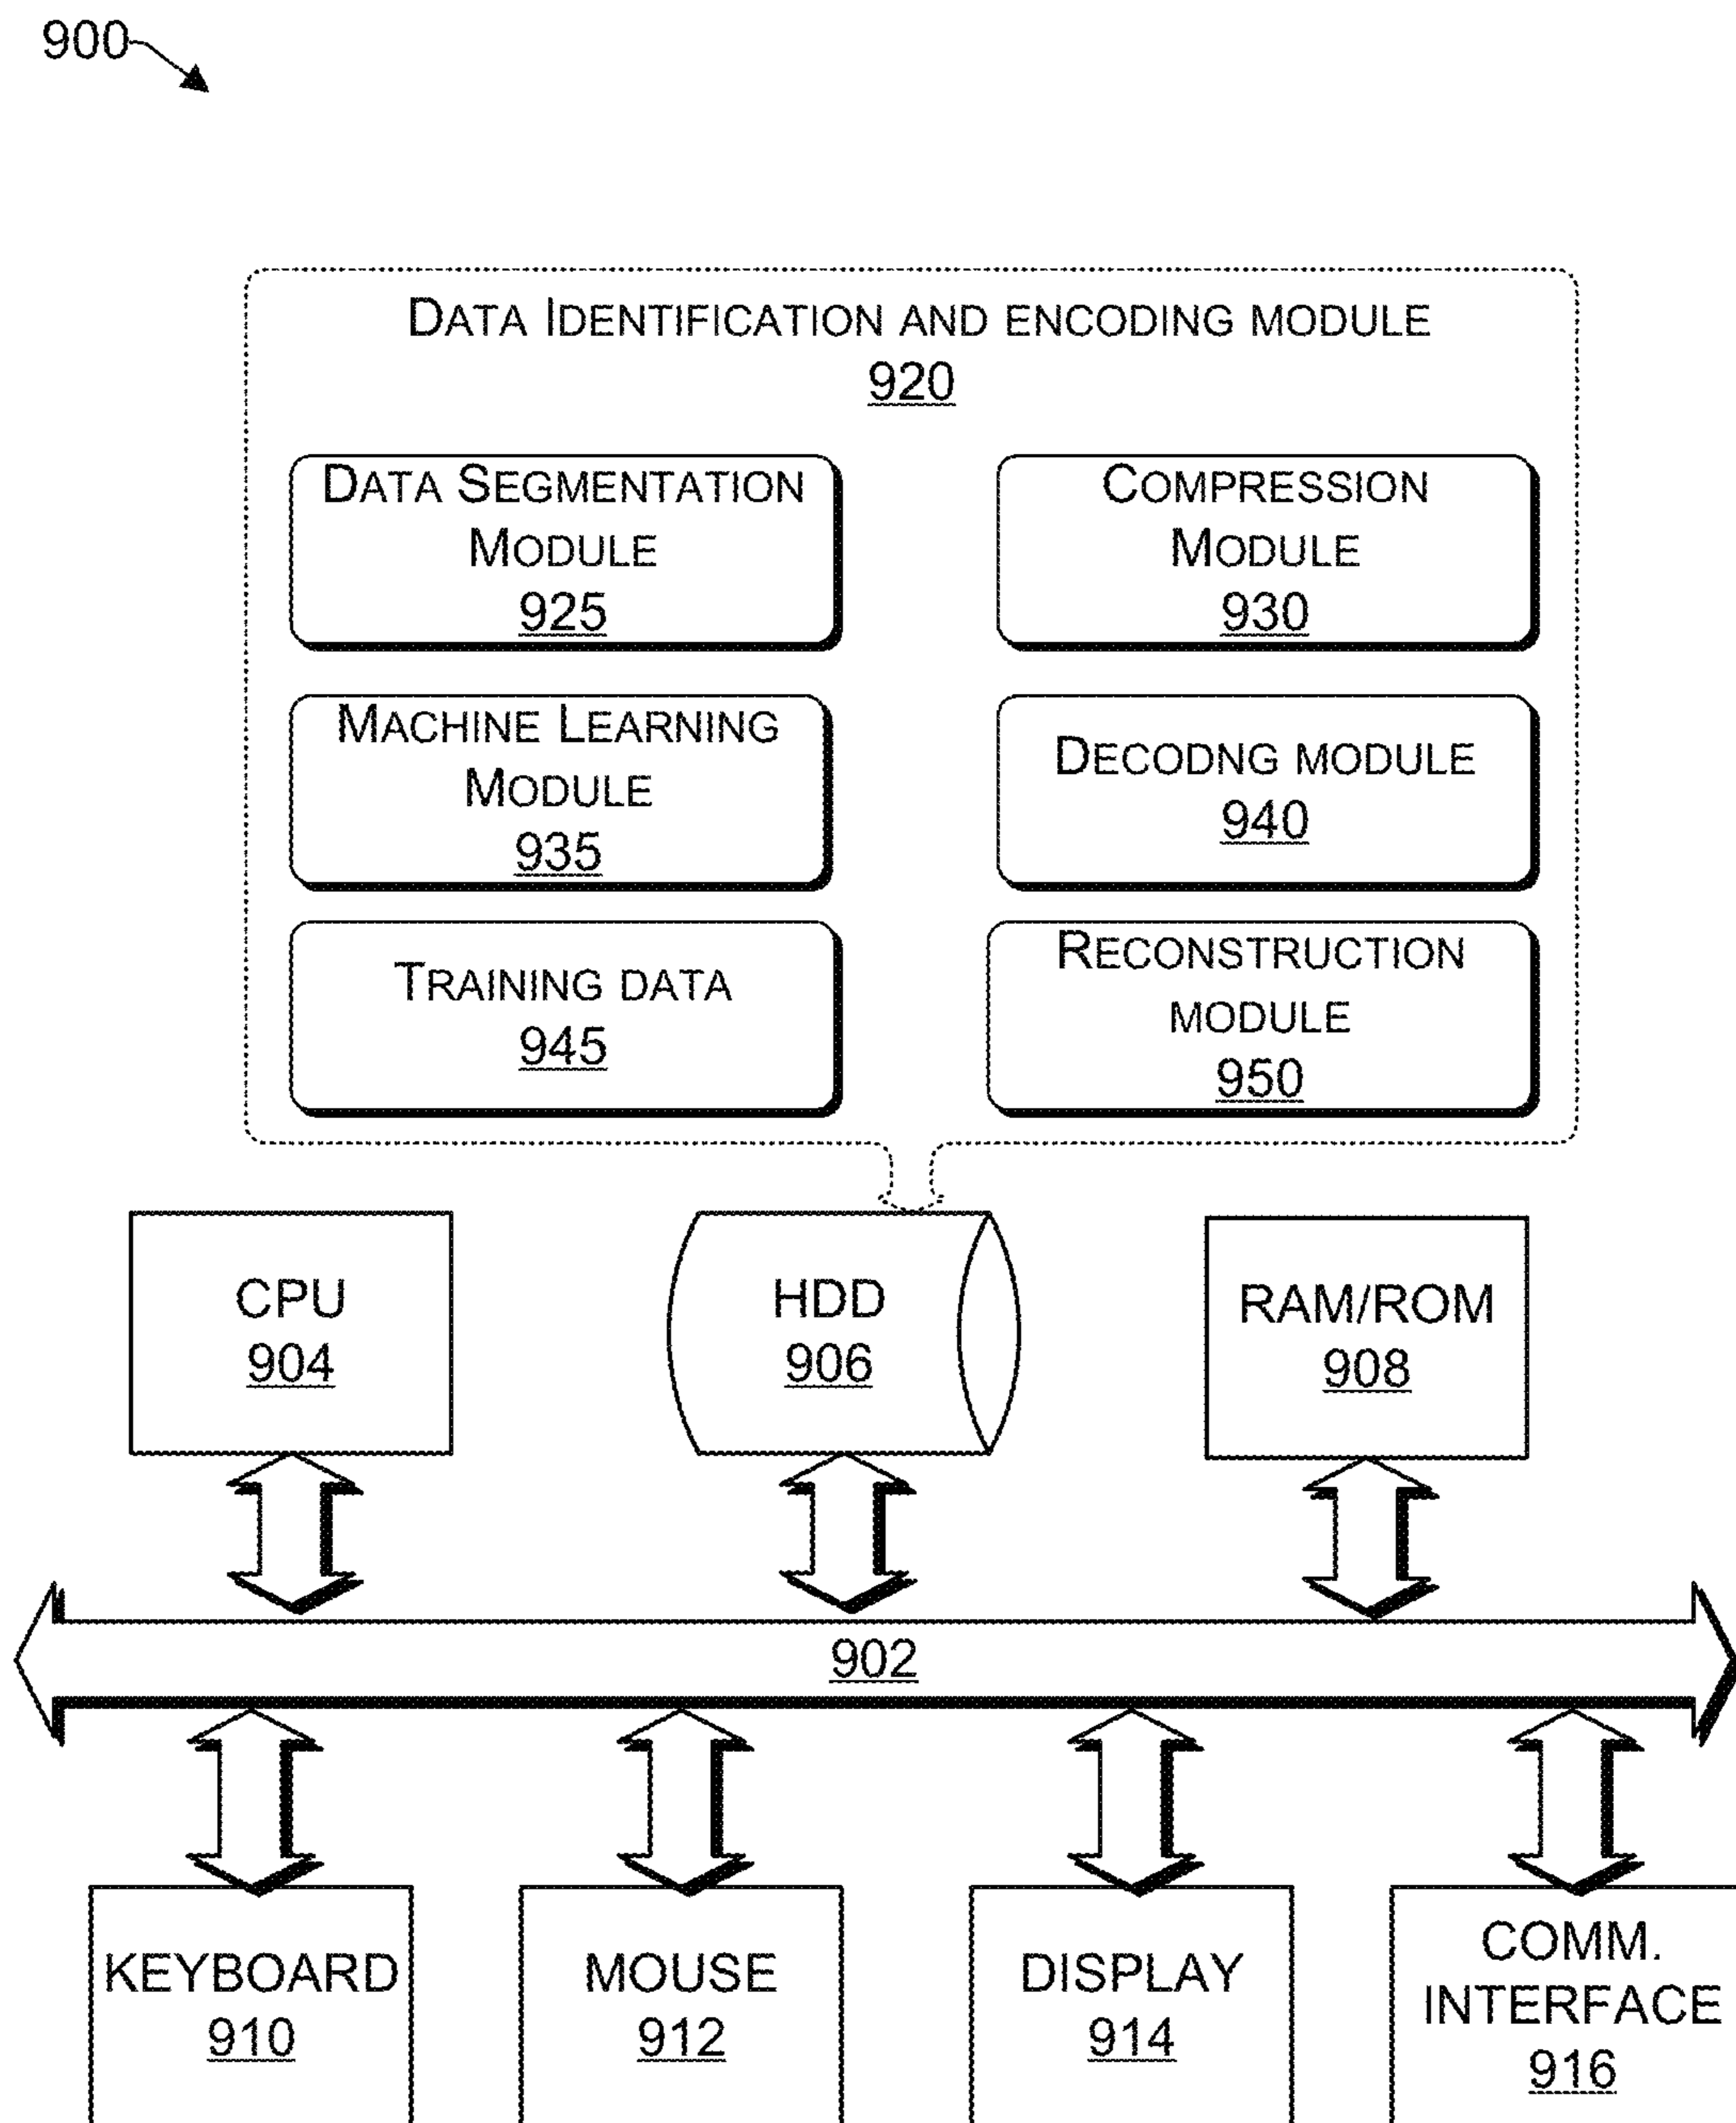 900
DATA IDENTIFICATION AND ENCODING MODULE
920
DATA SEGMENTATION
MODULE
925
COMPRESSION
MODULE
930
MACHINE LEARNING
MODULE
935
DECODNG MODULE
940
TRAINING DATA
945
RECONSTRUCTION
MODULE
950
CPU
904
HDD
906
RAM/ROM
908
902
KEYBOARD
910
MOUSE
912
DISPLAY
914
COMM.
INTERFACE
916